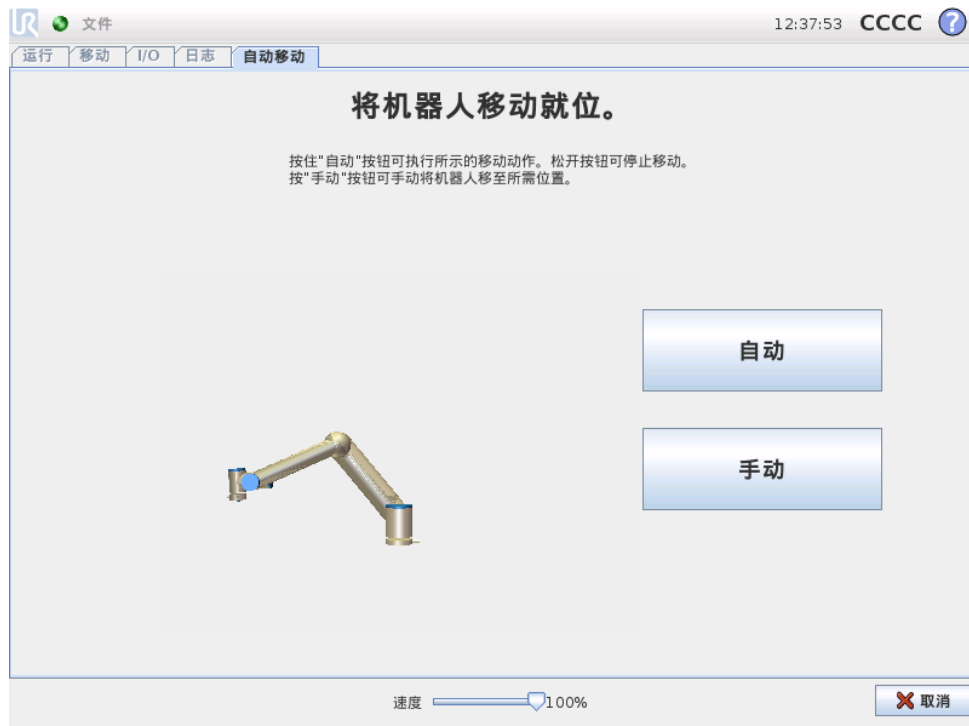 UR 文件 12:37:53 CCCC ?
运行 移动 I/O 日志 自动移动
将机器人移动就位。
按住"自动"按钮可执行所示的移动动作。松开按钮可停止移动。
按"手动"按钮可手动将机器人移至所需位置。
自动
手动
速度 100% 取消